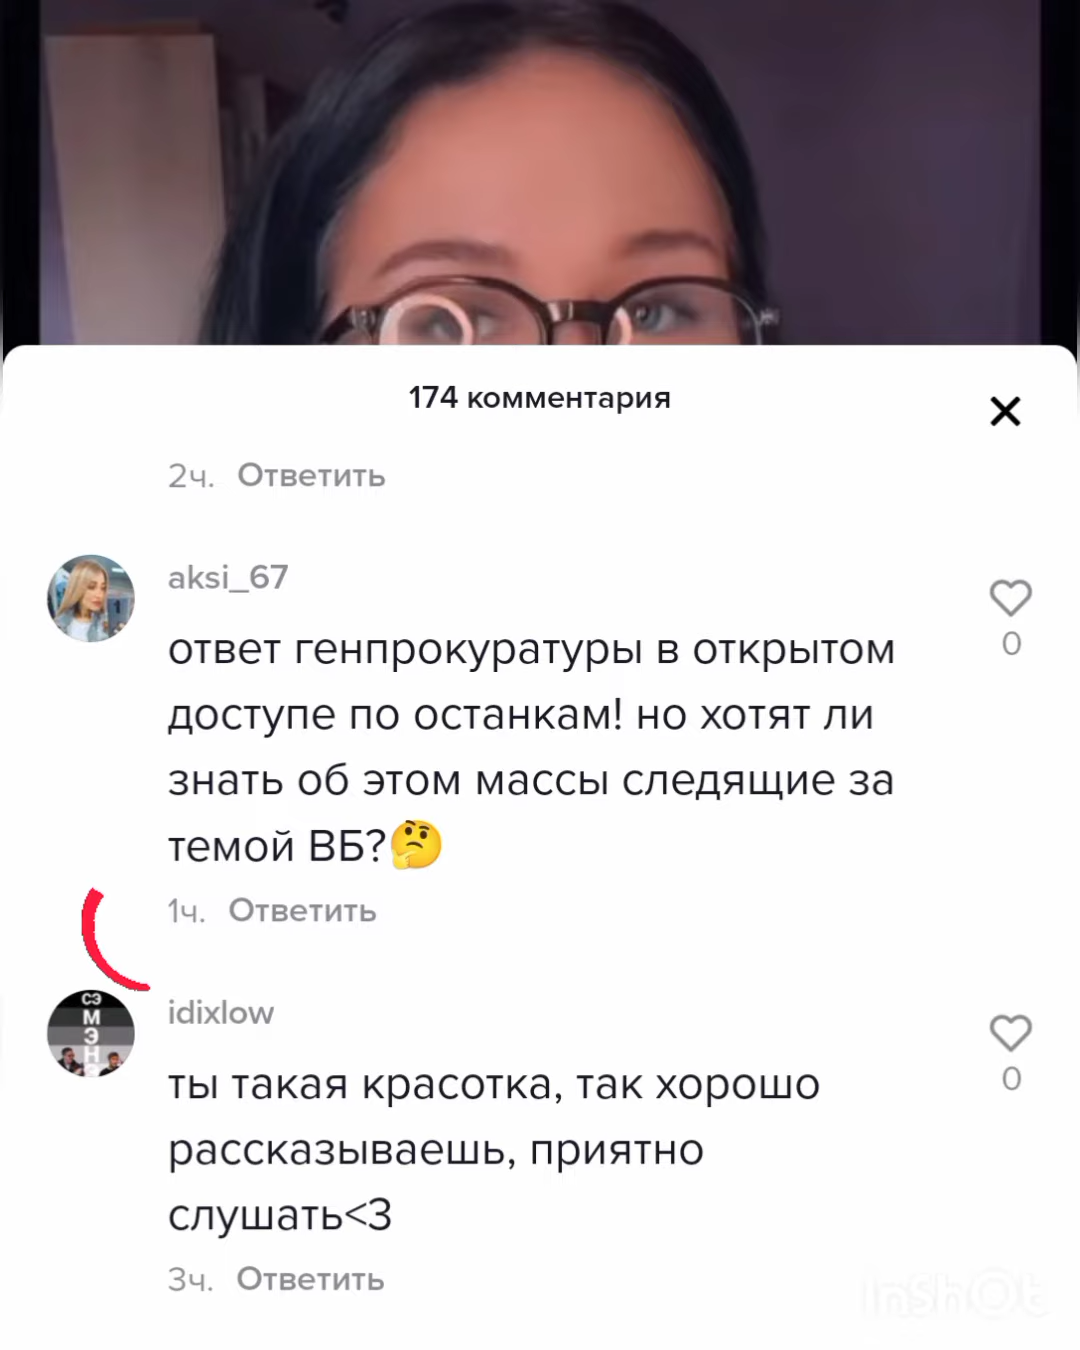 174 комментария
2ч. Ответить
aksi_67
0
ответ генпрокуратуры в открытом
доступе по останкам! но хотят ли
знать об этом массы следящие за
темой ВБ?🤔
1ч. Ответить
СЭ
М
Э
Н
idixlow
0
ты такая красотка, так хорошо
рассказываешь, приятно
слушать<3
3ч. Ответить
InShOt